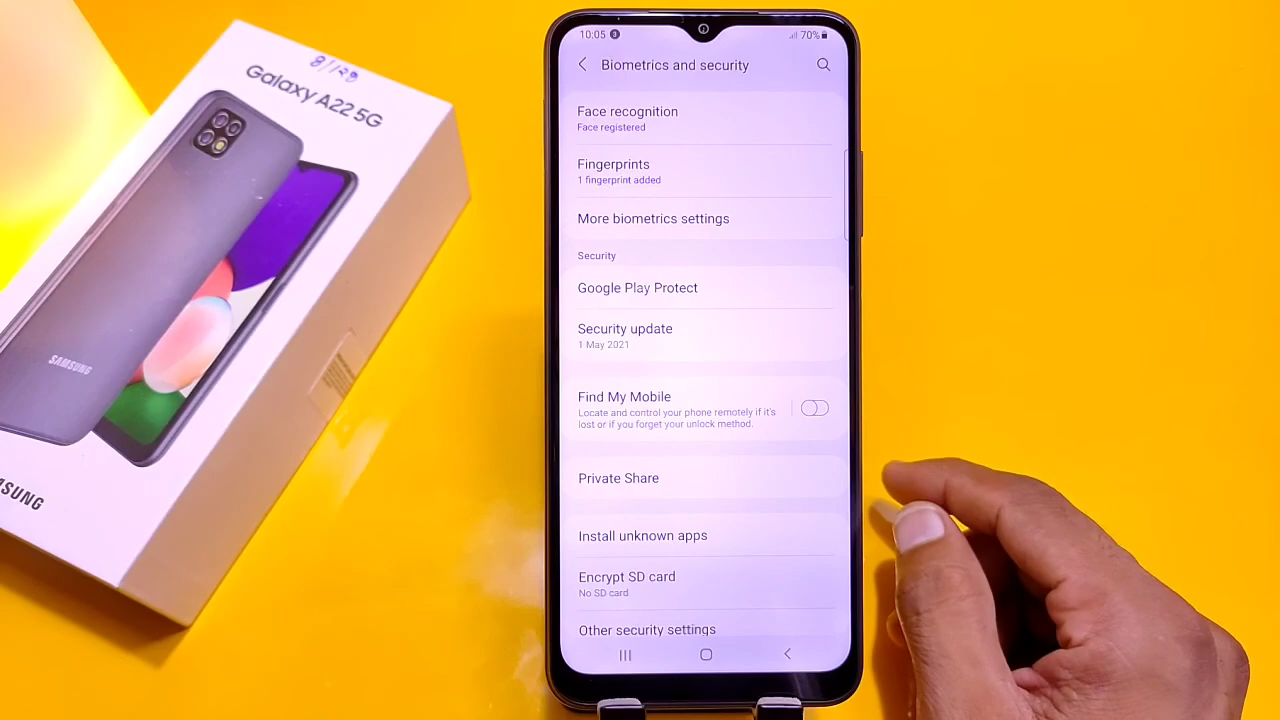 Galaxy A22 5G
SAMSUNG
10:05
70%
Biometrics and security
Face recognition
Face registered
Fingerprints
1 fingerprint added
More biometrics settings
Security
Google Play Protect
Security update
1 May 2021
Find My Mobile
Locate and control your phone remotely if it's
lost or if you forget your unlock method.
Private Share
Install unknown apps
Encrypt SD card
No SD card
Other security settings